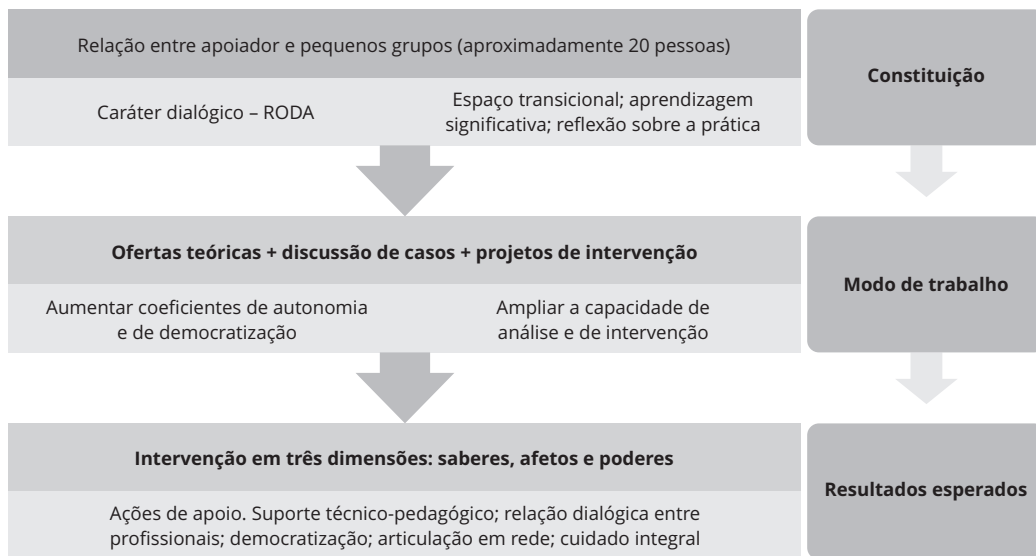 Relação entre apoiador e pequenos grupos (aproximadamente 20 pessoas)
Caráter dialógico – RODA
Espaço transicional; aprendizagem
significativa; reflexão sobre a prática
Constituição
Ofertas teóricas + discussão de casos + projetos de intervenção
Aumentar coeficientes de autonomia
e de democratização
Ampliar a capacidade de
análise e de intervenção
Modo de trabalho
Intervenção em três dimensões: saberes, afetos e poderes
Ações de apoio. Suporte técnico-pedagógico; relação dialógica entre
profissionais; democratização; articulação em rede; cuidado integral
Resultados esperados